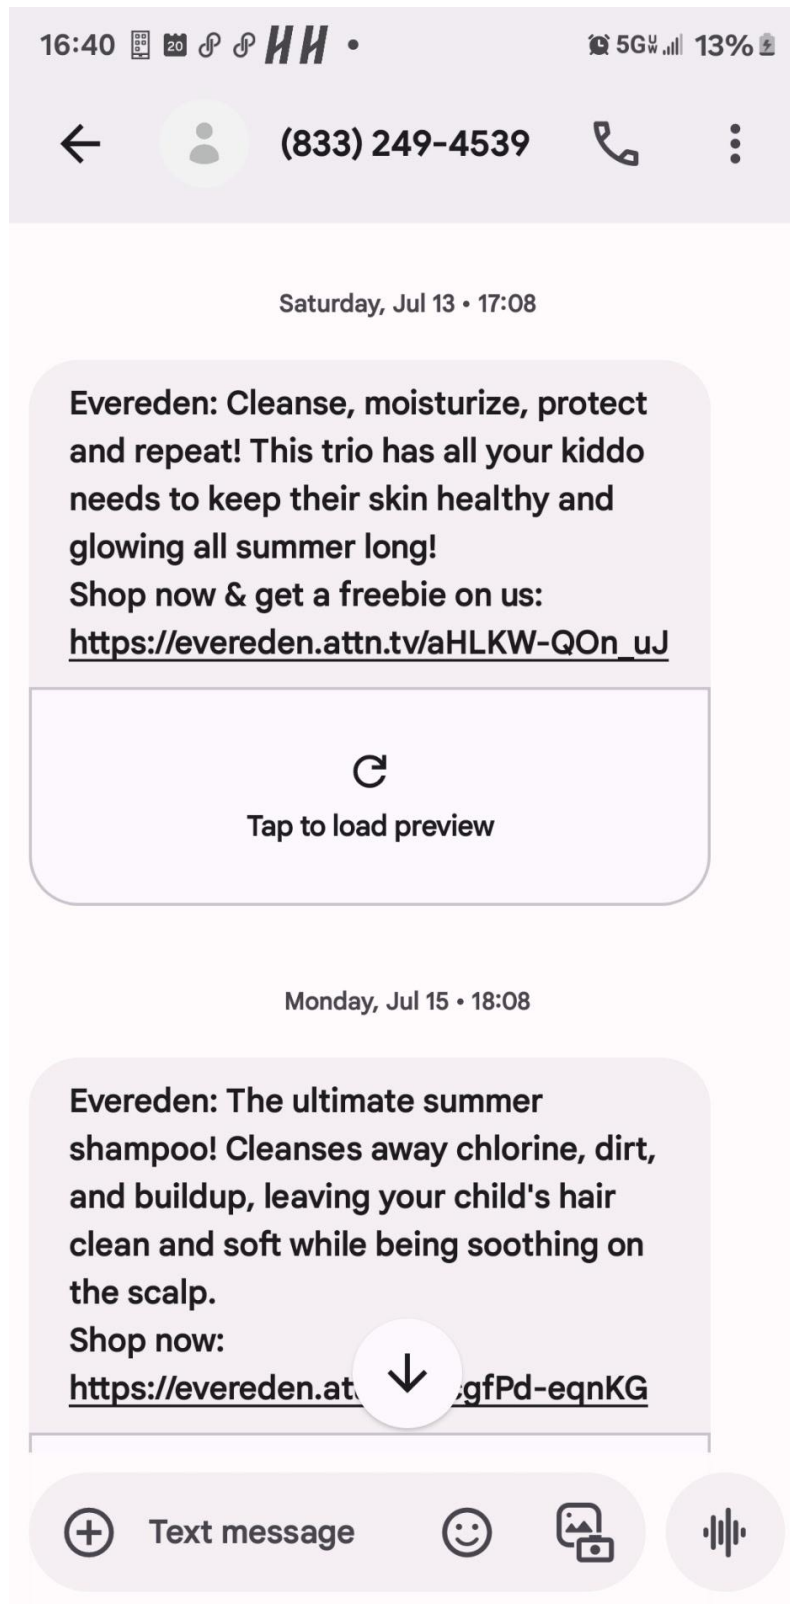 16:40 20 5G UW 13%
(833) 249-4539
Saturday, Jul 13 • 17:08
Evereden: Cleanse, moisturize, protect
and repeat! This trio has all your kiddo
needs to keep their skin healthy and
glowing all summer long!
Shop now & get a freebie on us:
https://evereden.attn.tv/aHLKW-QOn_uJ
Tap to load preview
Monday, Jul 15 • 18:08
Evereden: The ultimate summer
shampoo! Cleanses away chlorine, dirt,
and buildup, leaving your child's hair
clean and soft while being soothing on
the scalp.
Shop now:
https://evereden.at gfPd-eqnKG
Text message